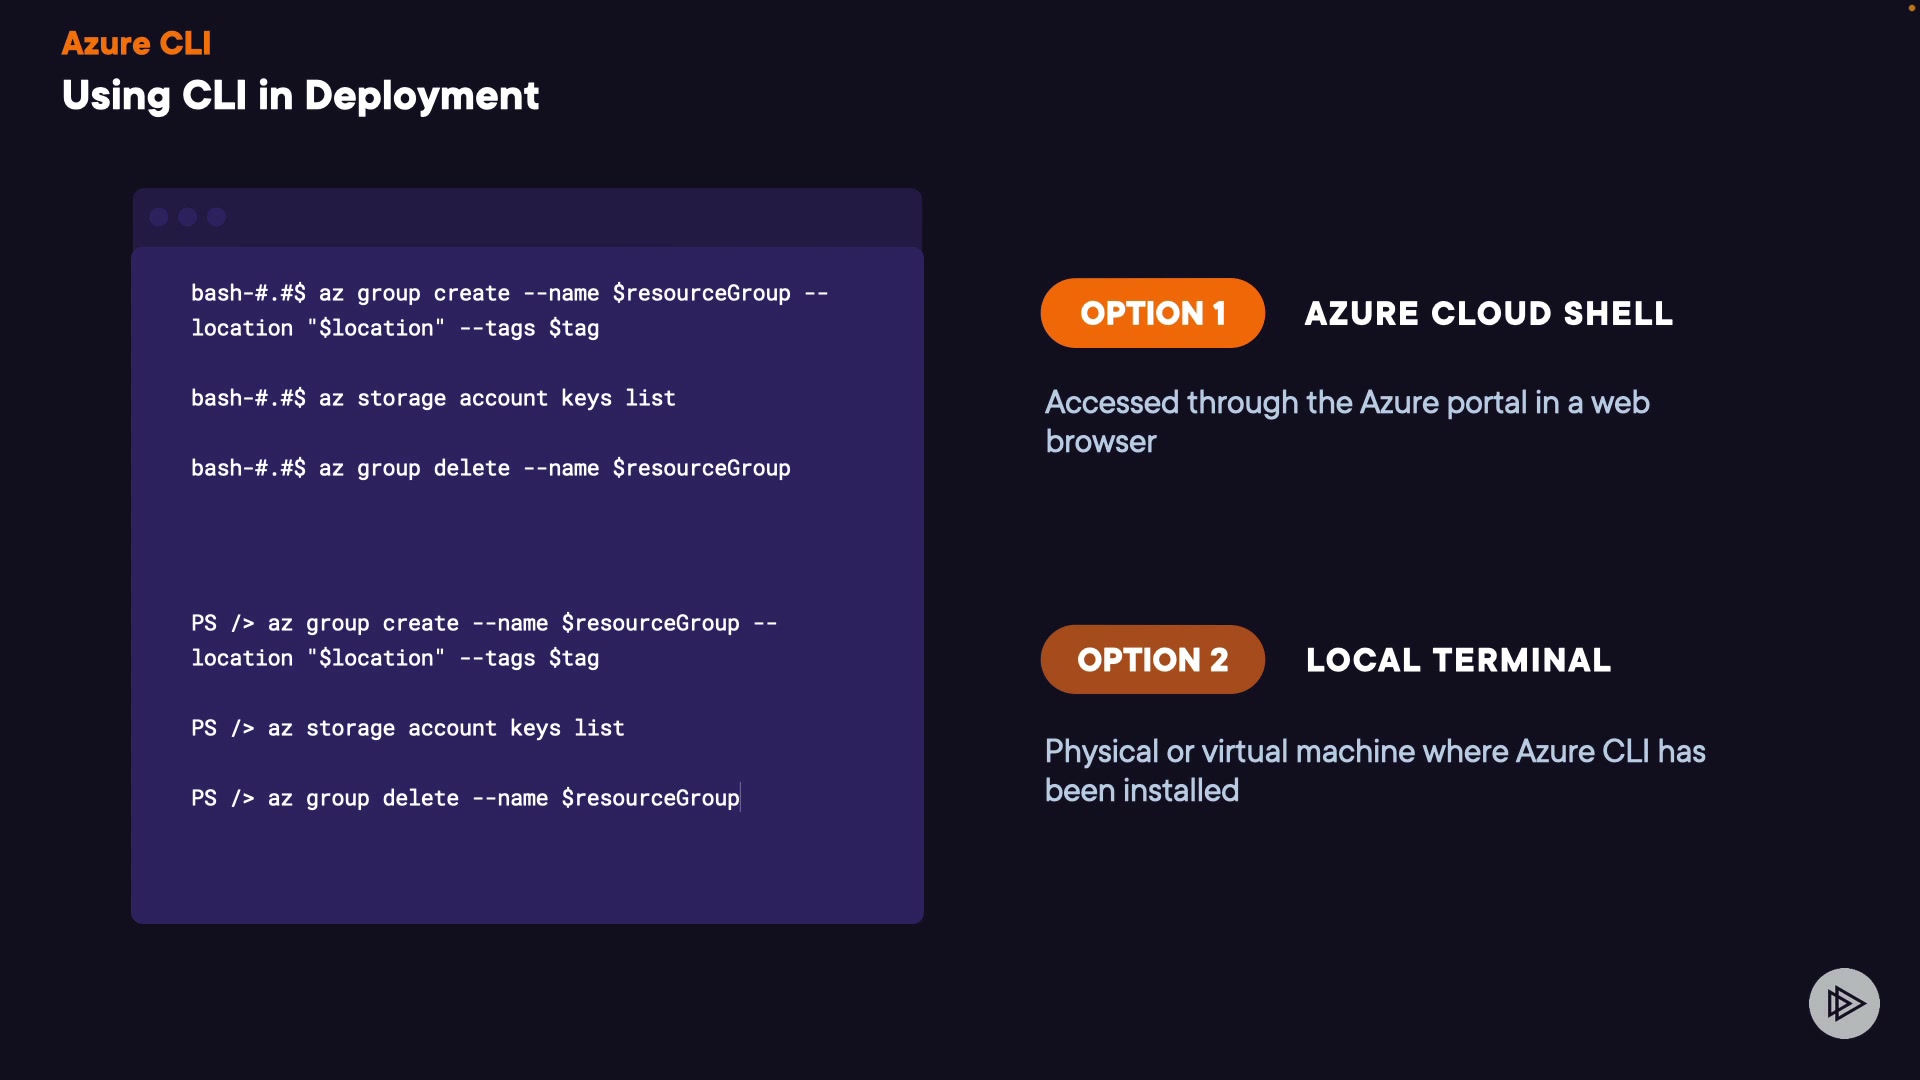 Azure CLI
Using CLI in Deployment
bash-#.#$ az group create --name $resourceGroup --
location "$location" --tags $tag
bash-#.#$ az storage account keys list
bash-#.#$ az group delete --name $resourceGroup
PS /> az group create --name $resourceGroup --
location "$location" --tags $tag
PS /> az storage account keys list
PS /> az group delete --name $resourceGroup
OPTION 1
AZURE CLOUD SHELL
Accessed through the Azure portal in a web
browser
OPTION 2
LOCAL TERMINAL
Physical or virtual machine where Azure CLI has
been installed